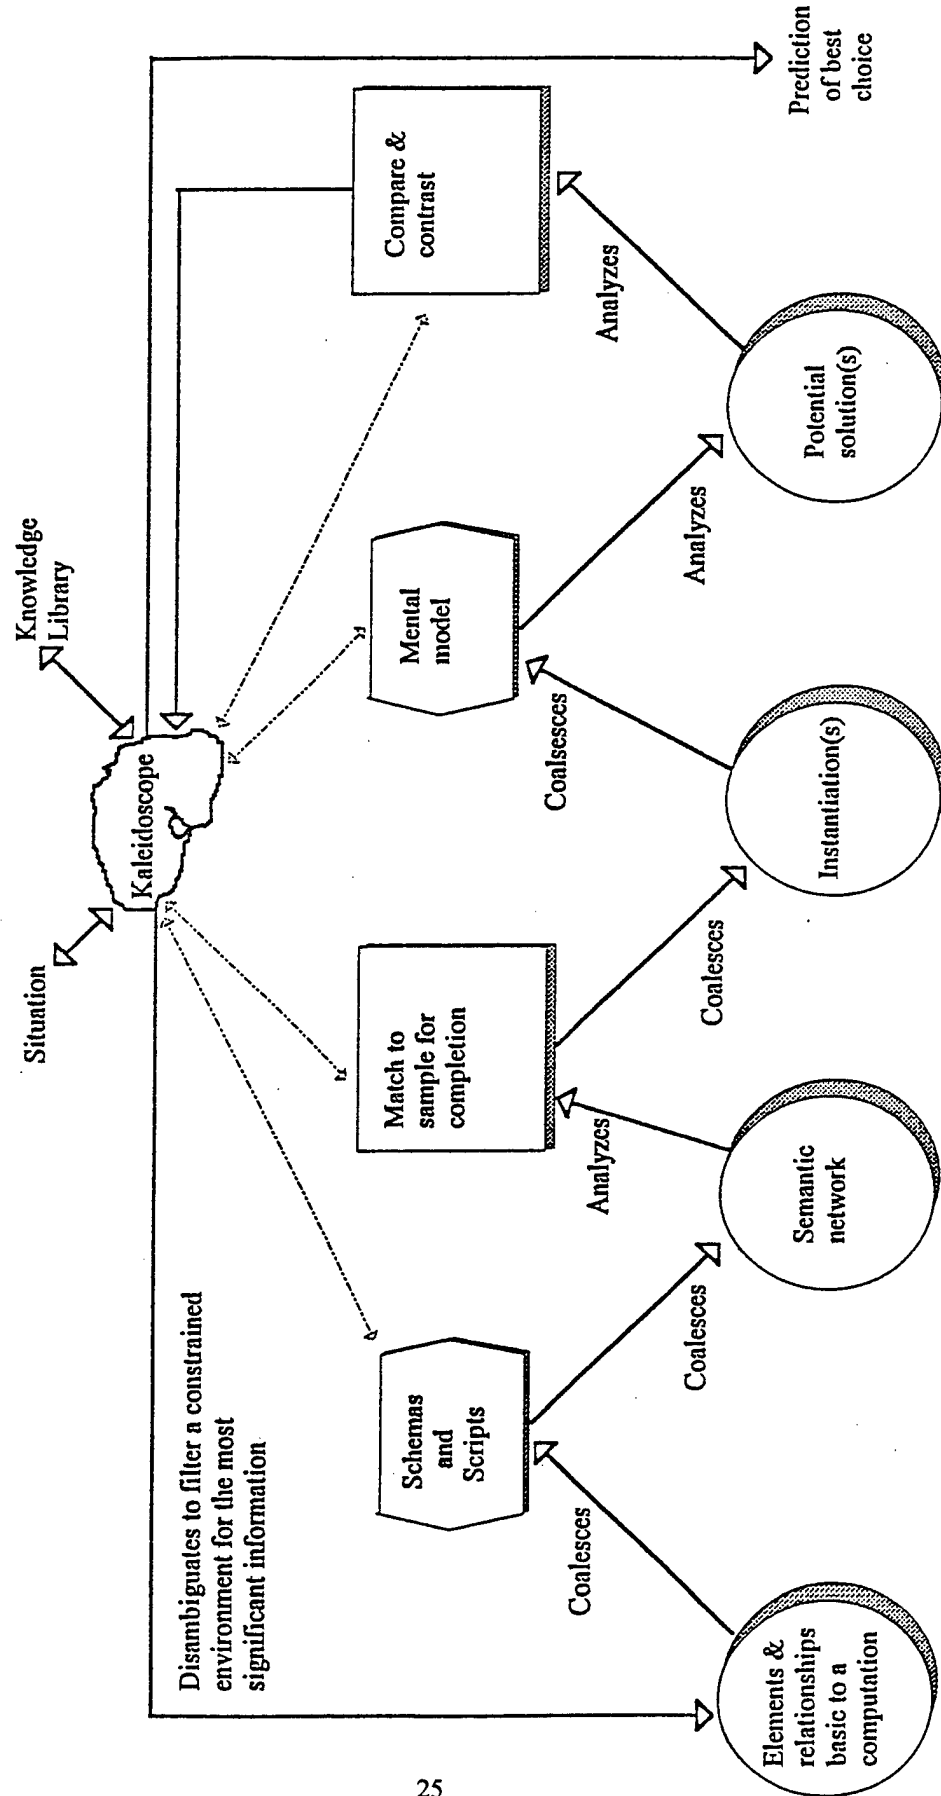 Situation
Knowledge
Library
Kaleidoscope
Disambiguates to filter a constrained
environment for the most
significant information
Schemas
and
Scripts
Match to
sample for
completion
Mental
model
Compare &
contrast
Coalesces
Coalesces
Analyzes
Coalesces
Coalsesces
Analyzes
Analyzes
Elements &
relationships
basic to a
computation
Semantic
network
Instantiation(s)
Potential
solution(s)
Prediction
of best
choice
25